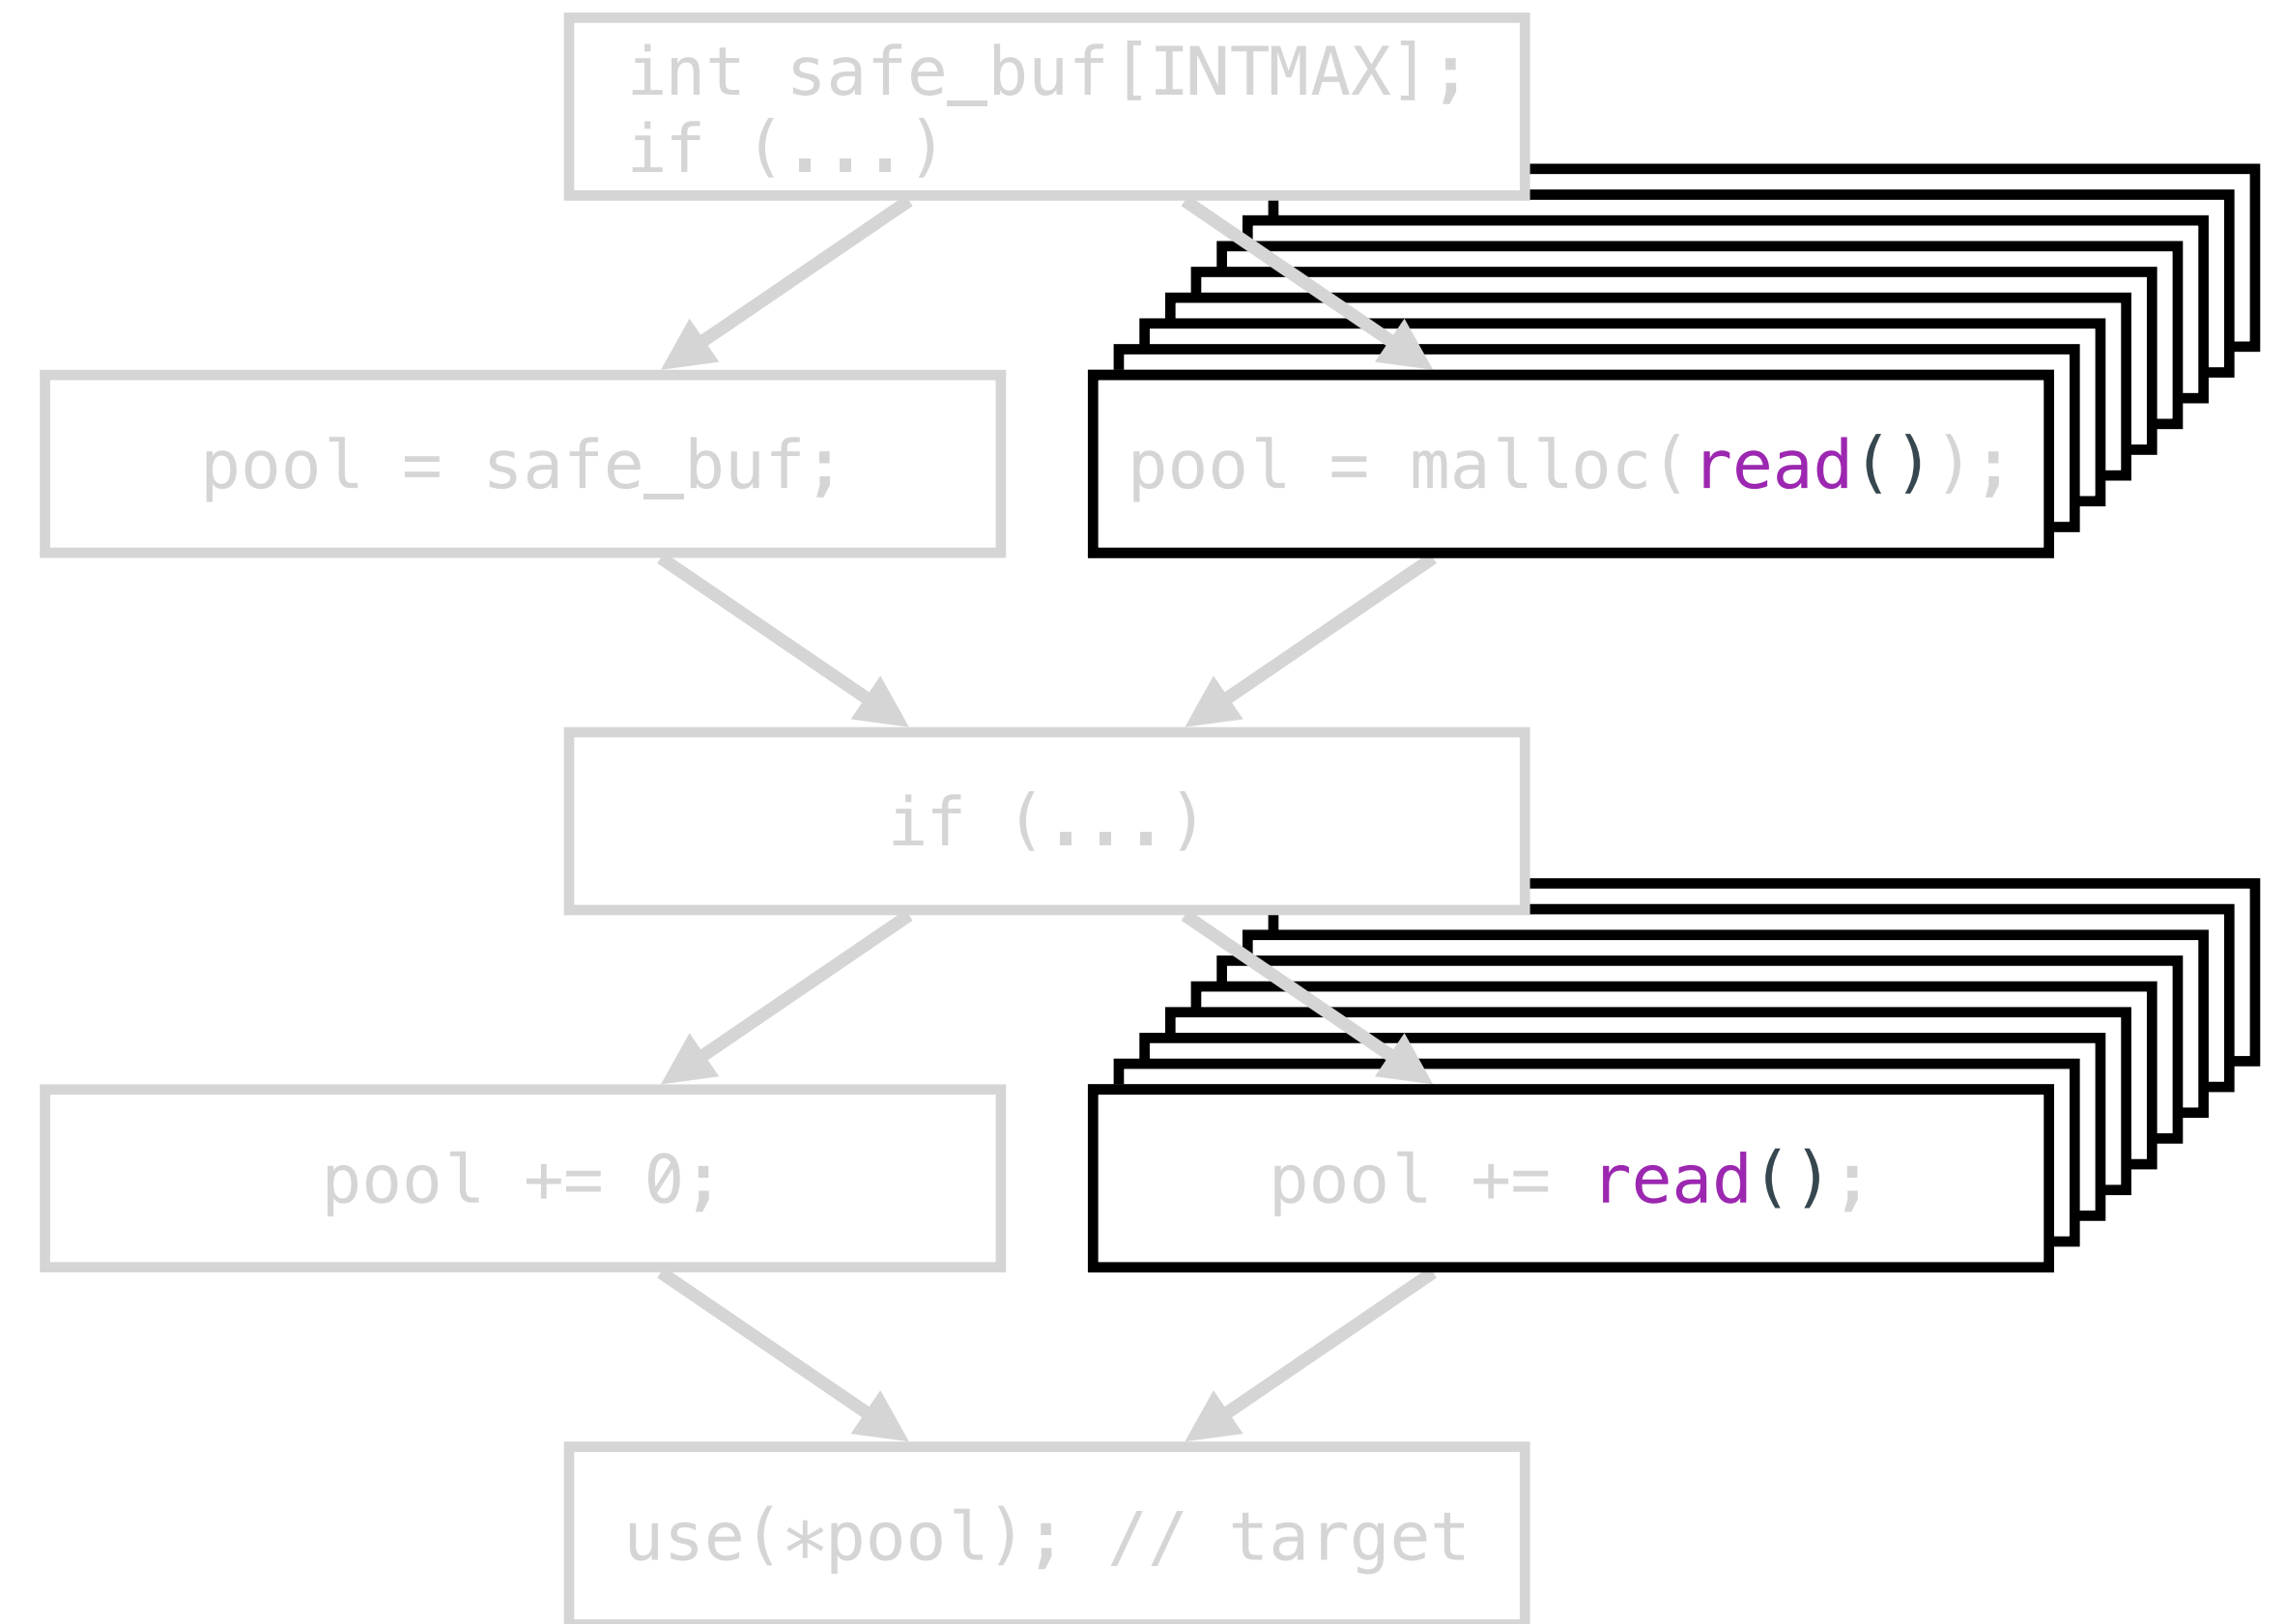 int safe_buf[INTMAX];
if (...)
pool = safe_buf;
pool = malloc(read());
if (...)
pool += 0;
pool += read();
use(*pool); // target